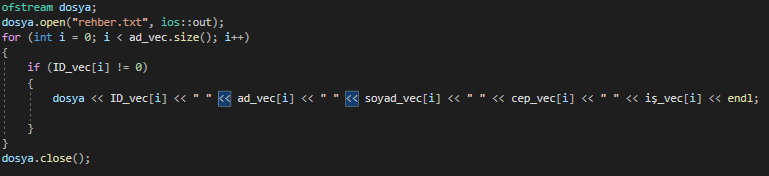 ofstream dosya;
dosya.open("rehber.txt", ios::out);
for (int i = 0; i < ad_vec.size(); i++)
{
if (ID_vec[i] != 0)
{
dosya << ID_vec[i] << " " << ad_vec[i] << " " << soyad_vec[i] << " " << cep_vec[i] << " " << iş_vec[i] << endl;
}
}
dosya.close();